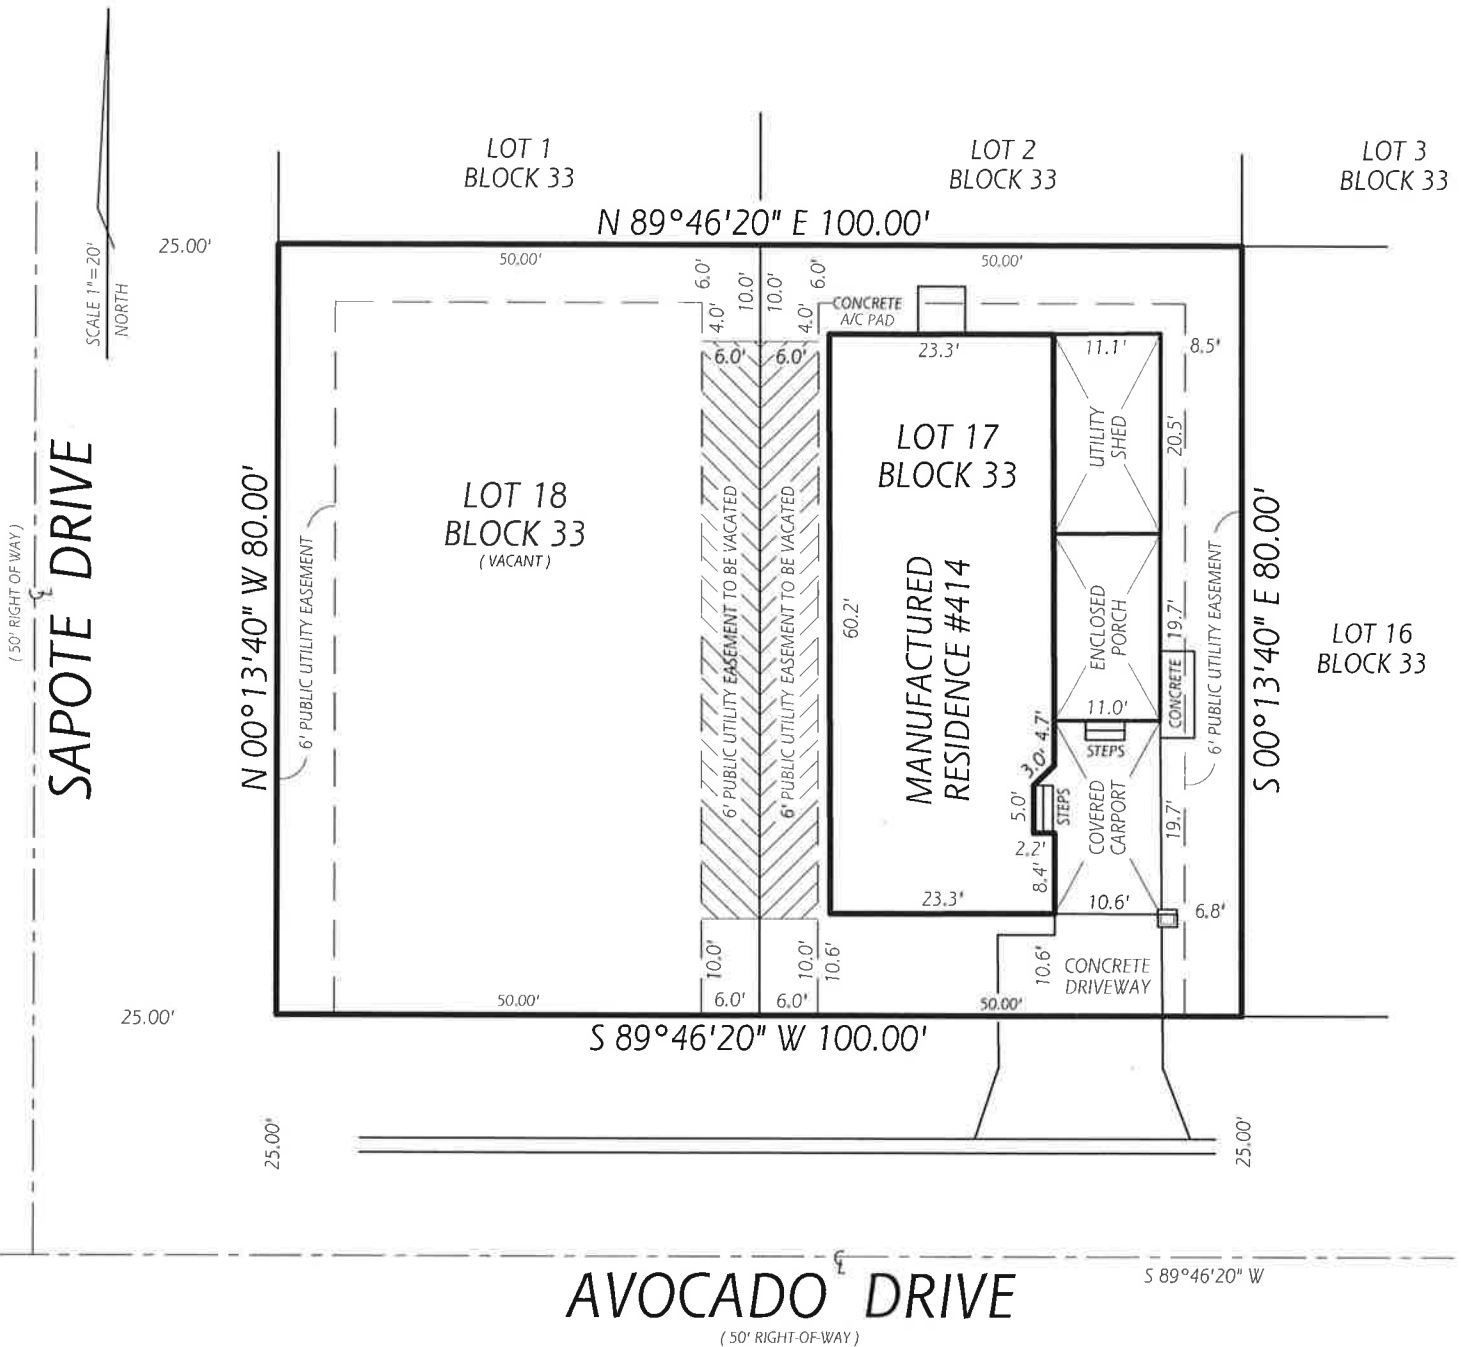 LOT 1
BLOCK 33
LOT 2
BLOCK 33
LOT 3
BLOCK 33
N 89°46'20" E 100.00'
25.00'
50.00'
50.00'
SCALE 1"=20'
NORTH
6.0'
10.0'
10.0'
6.0'
4.0'
4.0'
CONCRETE
A/C PAD
6.0'
6.0'
23.3'
11.1'
8.5'
UTILITY
SHED
20.5'
LOT 17
BLOCK 33
LOT 18
BLOCK 33
( VACANT )
SAPOTE DRIVE
( 50' RIGHT OF WAY )
N 00°13'40" W 80.00'
6' PUBLIC UTILITY EASEMENT
6' PUBLIC UTILITY EASEMENT TO BE VACATED
6' PUBLIC UTILITY EASEMENT TO BE VACATED
60.2'
MANUFACTURED
RESIDENCE #414
ENCLOSED
PORCH
19.7'
CONCRETE
6' PUBLIC UTILITY EASEMENT
S 00°13'40" E 80.00'
LOT 16
BLOCK 33
11.0'
STEPS
4.7'
3.0'
5.0'
STEPS
2.2'
8.4'
COVERED
CARPORT
19.7'
23.3'
10.6'
6.8'
10.0'
10.0'
10.6'
10.6'
CONCRETE
DRIVEWAY
50.00'
6.0'
6.0'
50.00'
25.00'
S 89°46'20" W 100.00'
25.00'
25.00'
AVOCADO DRIVE
S 89°46'20" W
( 50' RIGHT-OF-WAY )